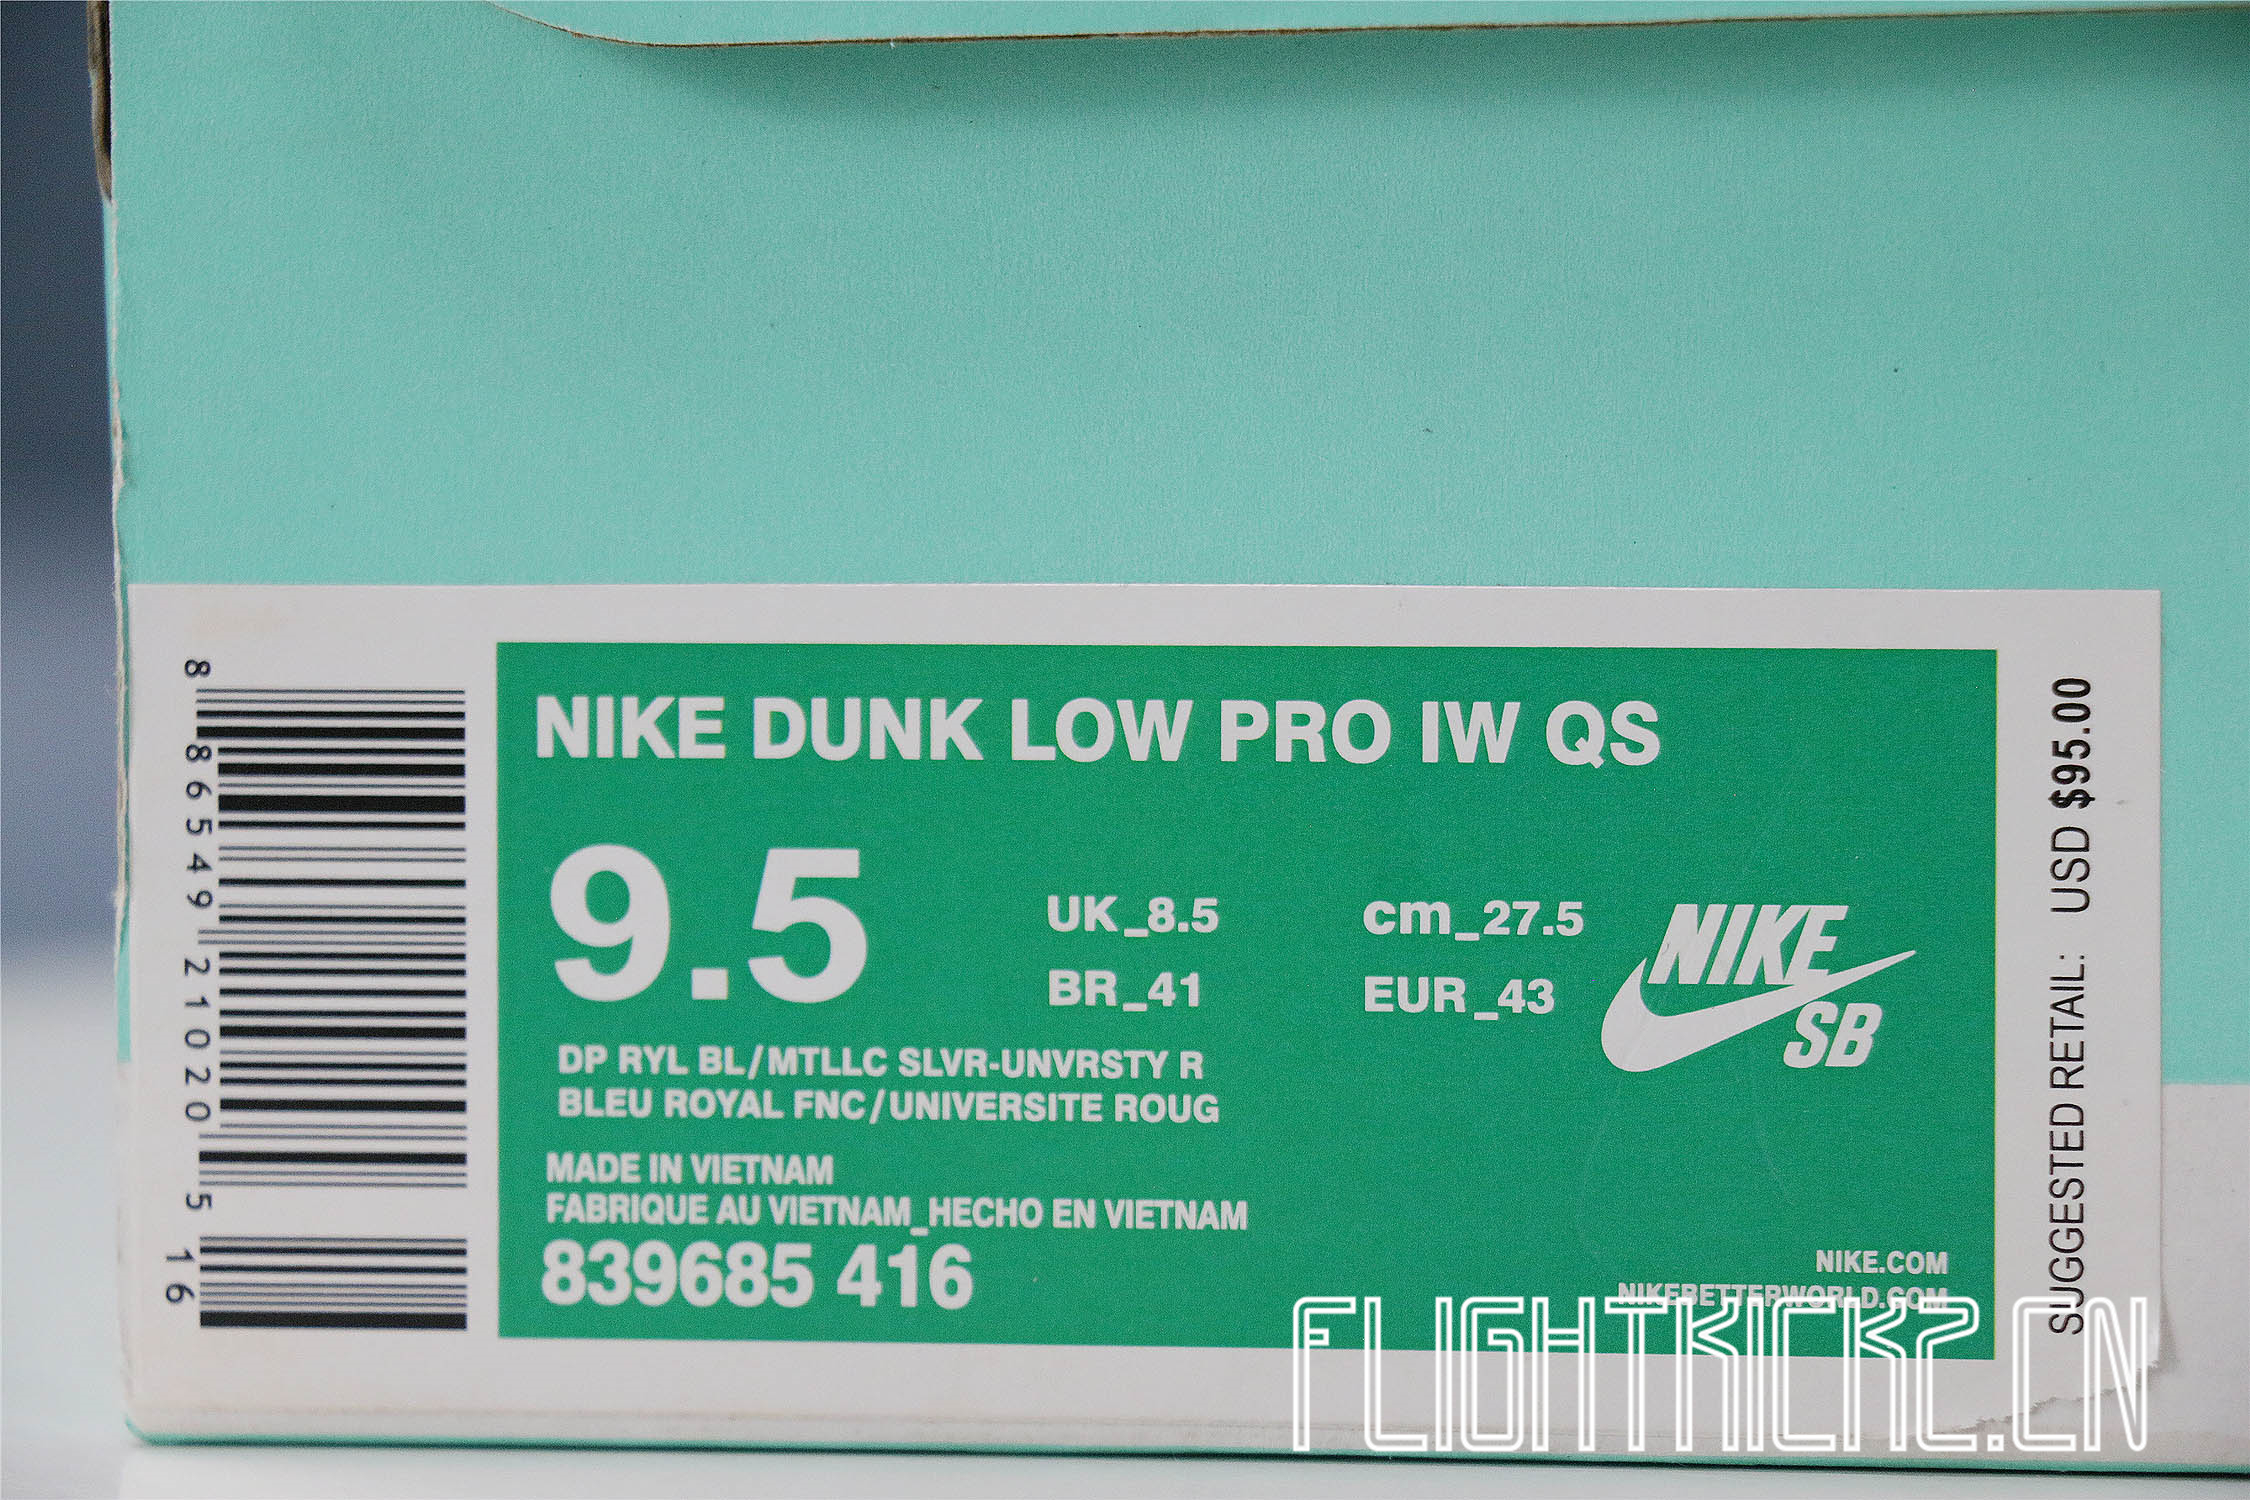 8 86549 21020 5
16
NIKE DUNK LOW PRO IW QS
9.5
UK_8.5
cm_27.5
BR_41
EUR_43
NIKE
SB
DP RYL BL/MTLLC SLVR-UNVRSTY R
BLEU ROYAL FNC/UNIVERSITE ROUG
MADE IN VIETNAM
FABRIQUE AU VIETNAM_HECHO EN VIETNAM
839685 416
NIKE.COM
NIKEBETTERWORLD.COM
SUGGESTED RETAIL: USD $95.00
FLIGHTKICKZ.CN